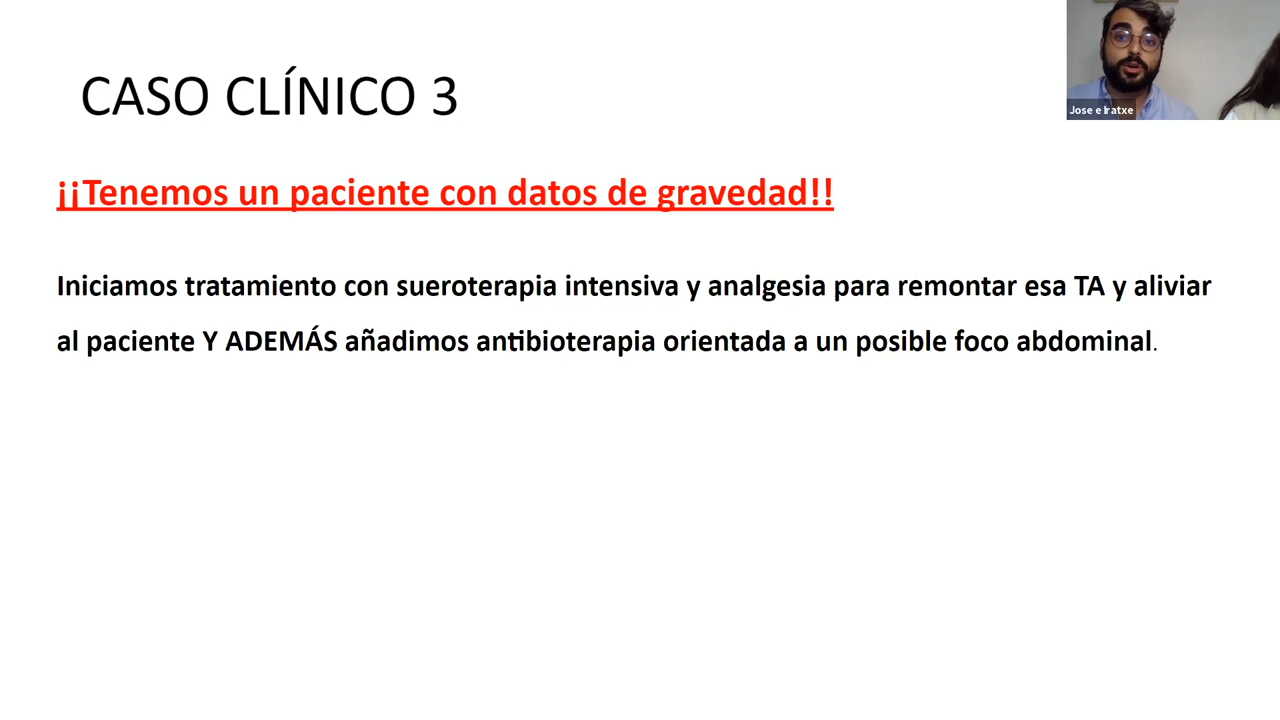 CASO CLÍNICO 3
Jose e Iratxe
¡¡Tenemos un paciente con datos de gravedad!!
Iniciamos tratamiento con sueroterapia intensiva y analgesia para remontar esa TA y aliviar
al paciente Y ADEMÁS añadimos antibioterapia orientada a un posible foco abdominal.